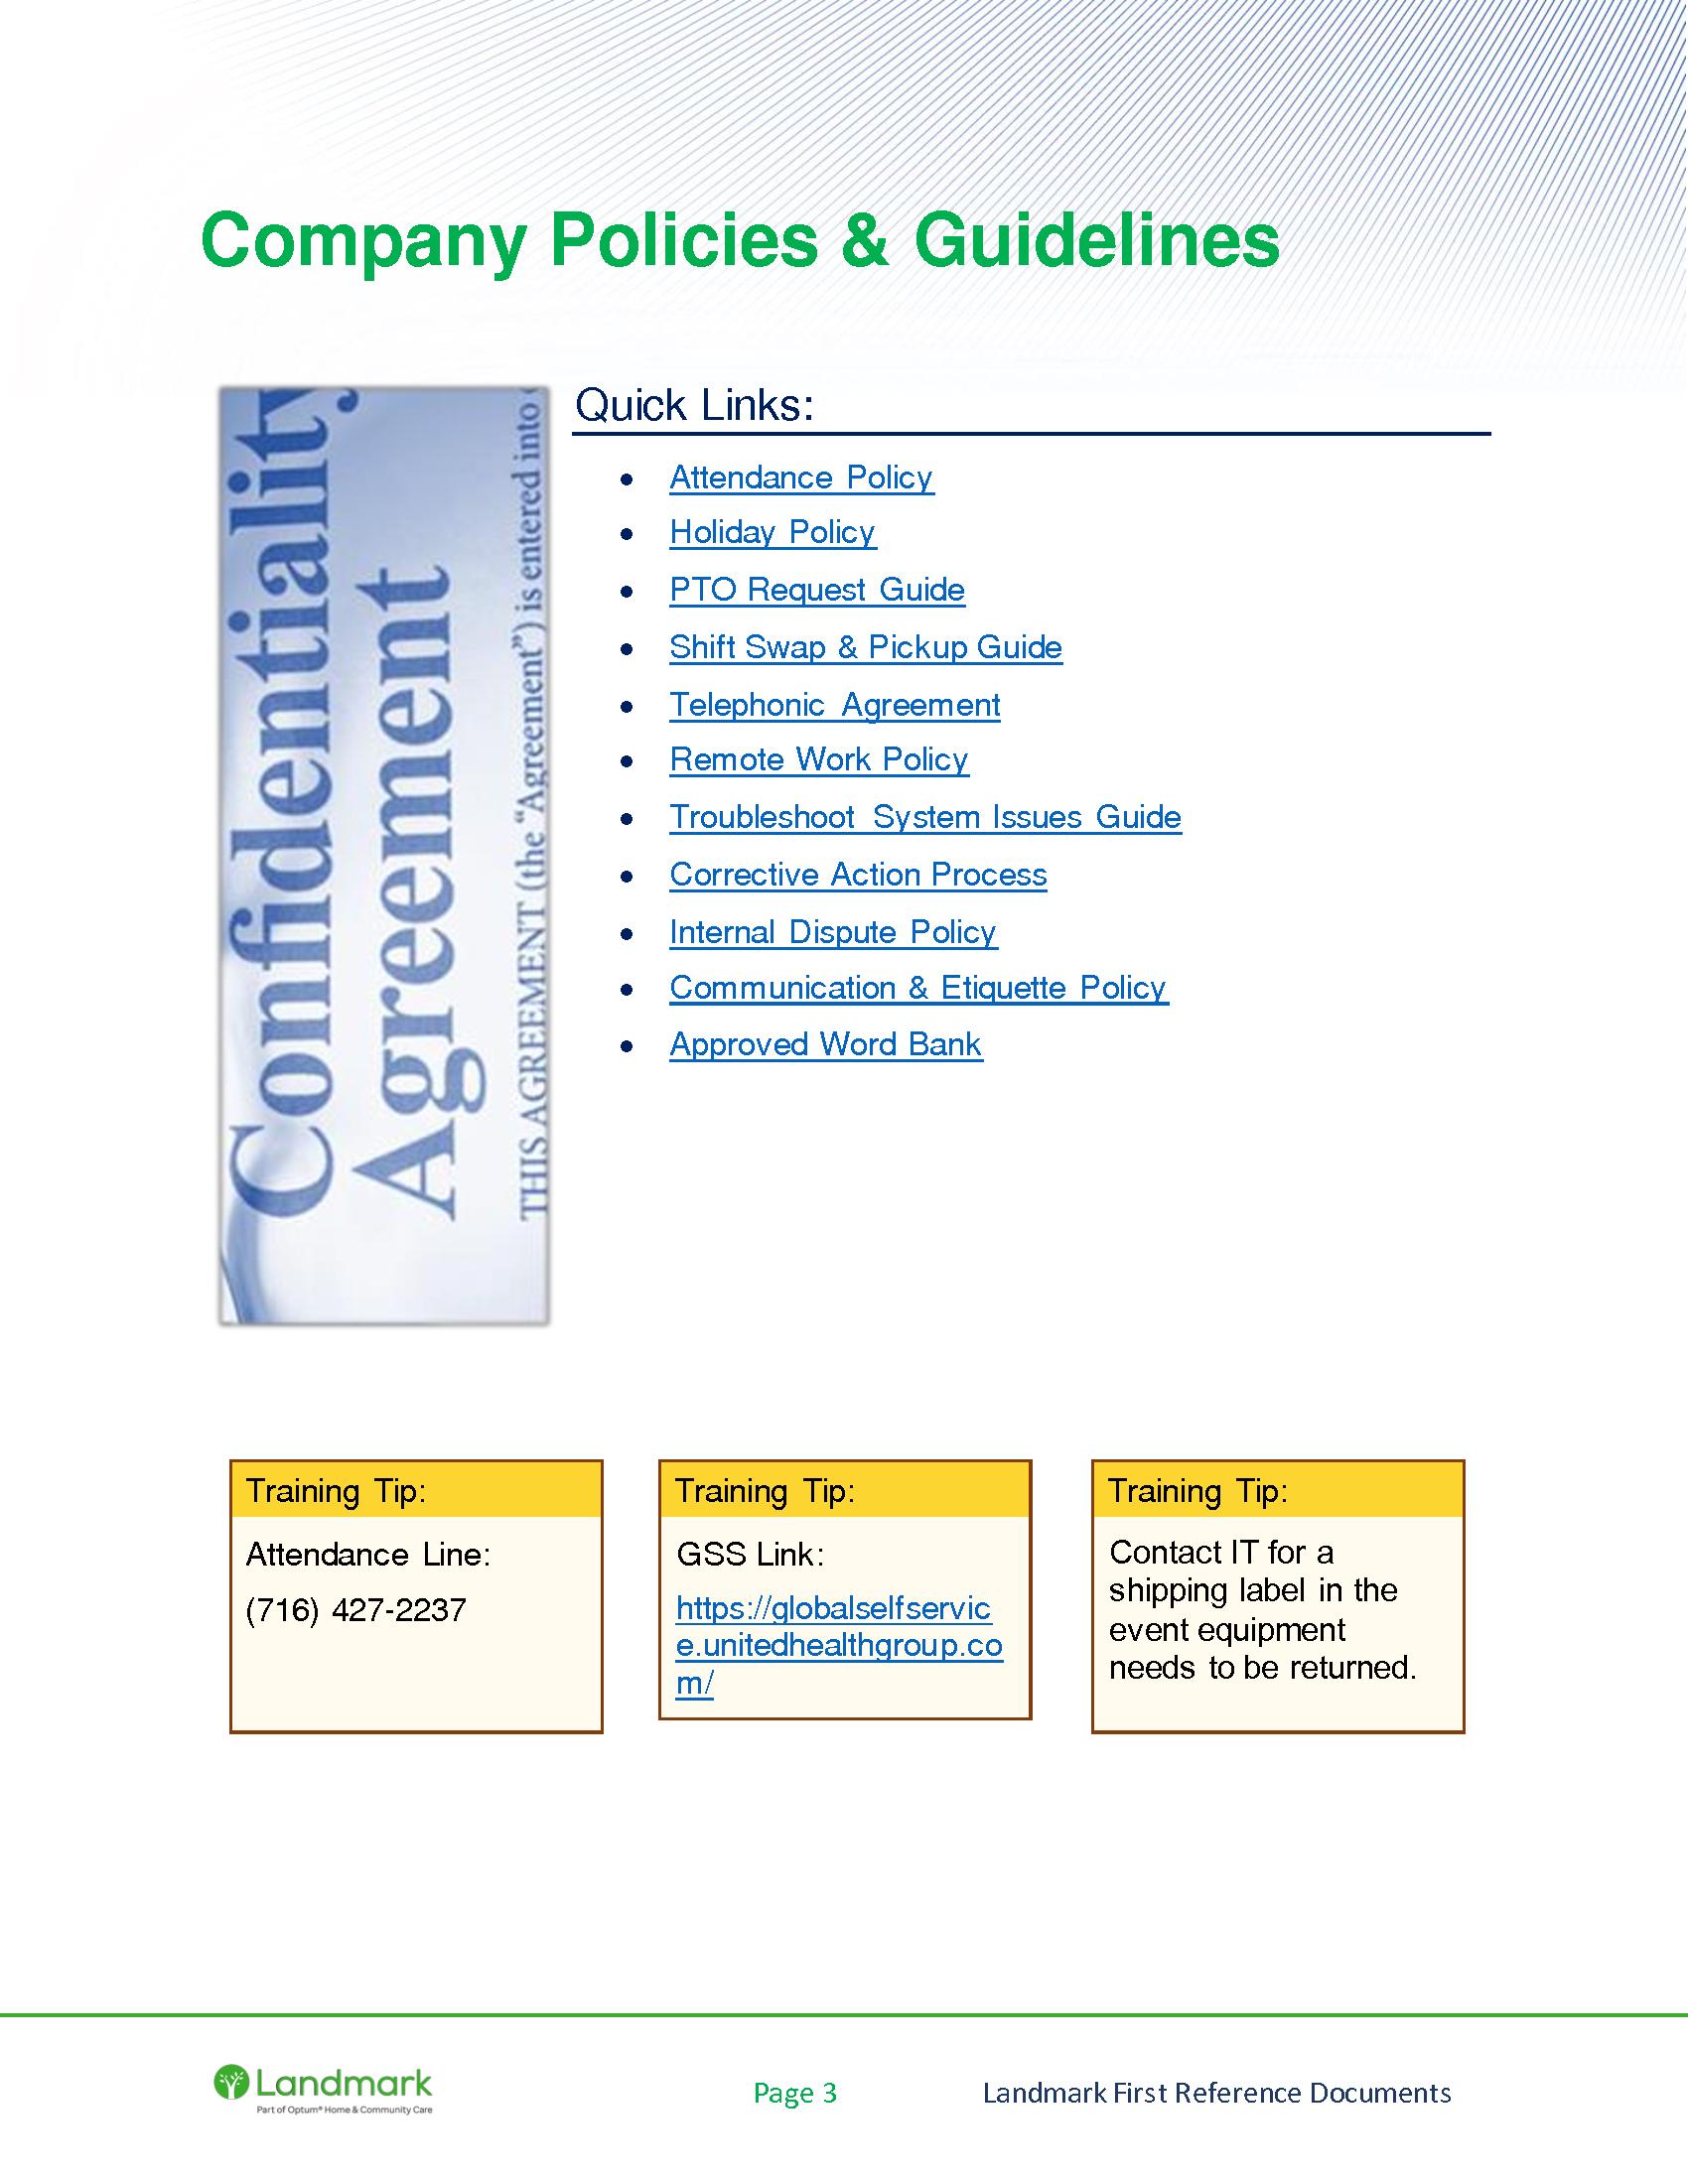 Company Policies & Guidelines
Confidentiality
Agreement
THIS AGREEMENT (the “Agreement”) is entered into
Quick Links:
• Attendance Policy
• Holiday Policy
• PTO Request Guide
• Shift Swap & Pickup Guide
• Telephonic Agreement
• Remote Work Policy
• Troubleshoot System Issues Guide
• Corrective Action Process
• Internal Dispute Policy
• Communication & Etiquette Policy
• Approved Word Bank
Training Tip:
Attendance Line:
(716) 427-2237
Training Tip:
GSS Link:
https://globalselfservic
e.unitedhealthgroup.co
m/
Training Tip:
Contact IT for a
shipping label in the
event equipment
needs to be returned.
Landmark
Part of Optum® Home & Community Care
Page 3
Landmark First Reference Documents